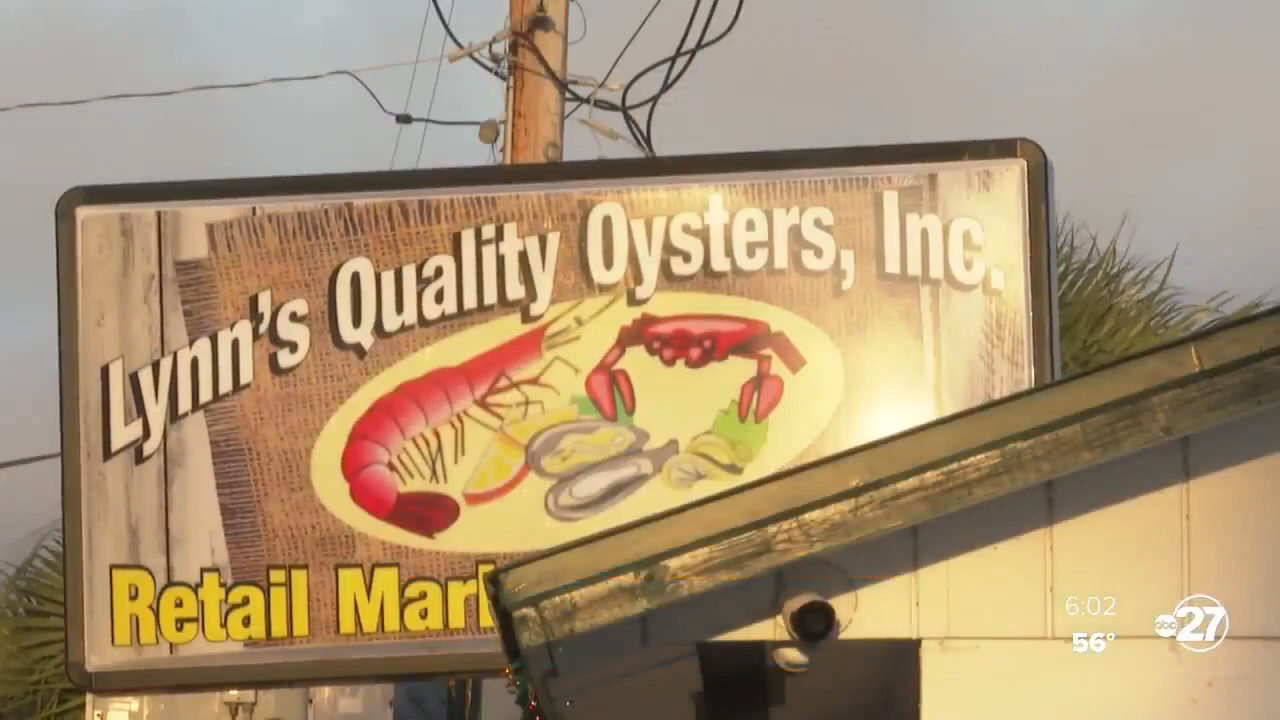 Lynn's Quality Oysters, Inc.
Retail Mar
6:02
56°
abc 27